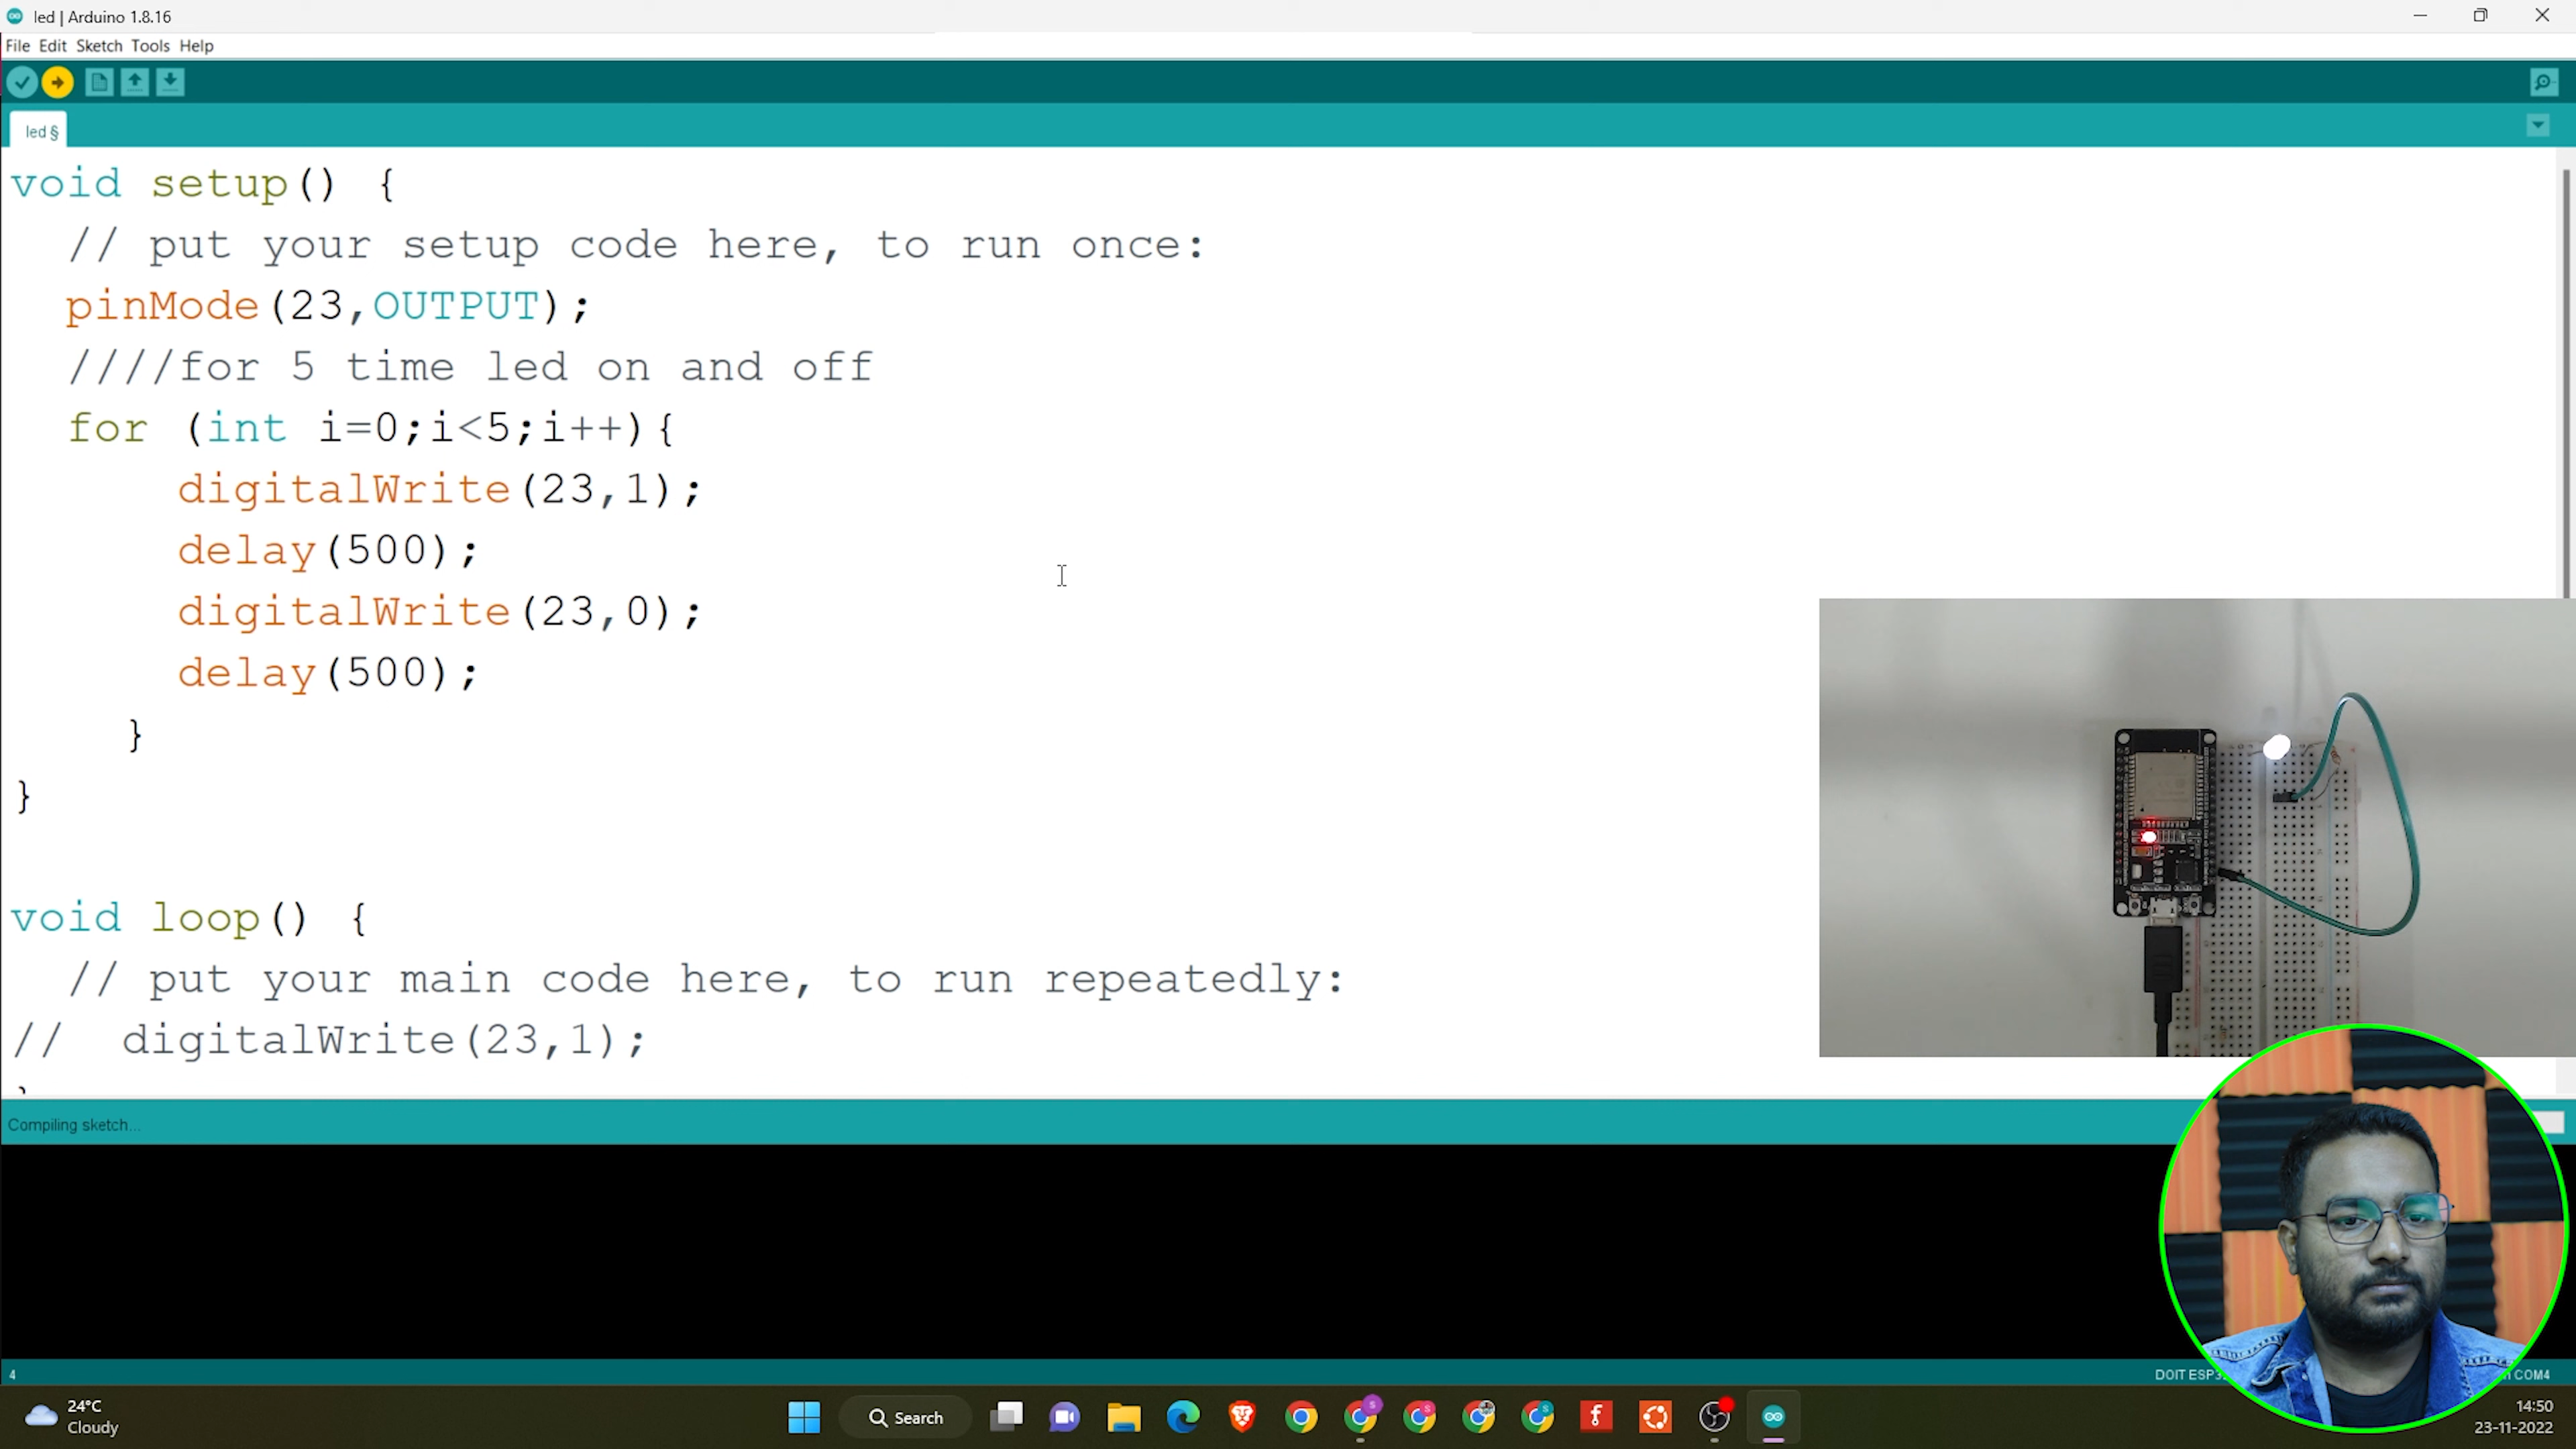 led | Arduino 1.8.16
File Edit Sketch Tools Help
led §
void setup() {
// put your setup code here, to run once:
pinMode(23,OUTPUT);
////for 5 time led on and off
for (int i=0;i<5;i++){
digitalWrite(23,1);
delay(500);
digitalWrite(23,0);
delay(500);
}
}
void loop() {
// put your main code here, to run repeatedly:
// digitalWrite(23,1);
Compiling sketch...
4
DOIT ESP
COM4
24°C
Cloudy
Search
14:50
23-11-2022